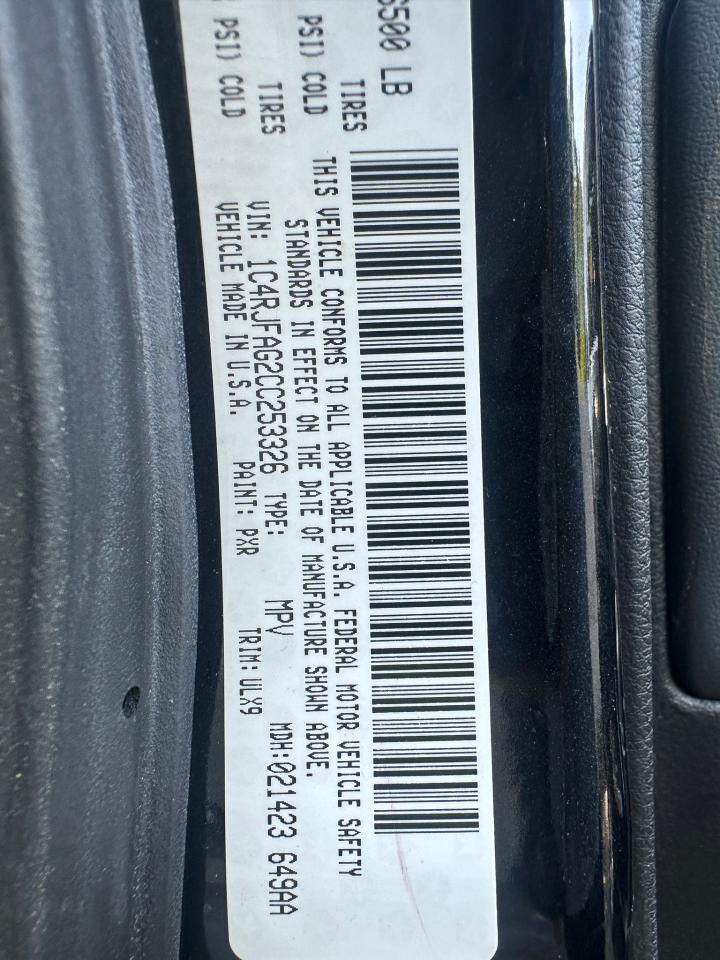 6500 LB
TIRES
PSI) COLD
TIRES
PSI) COLD
THIS VEHICLE CONFORMS TO ALL APPLICABLE U.S.A. FEDERAL MOTOR VEHICLE SAFETY
STANDARDS IN EFFECT ON THE DATE OF MANUFACTURE SHOWN ABOVE.
VIN: 1C4RJFAG2CC253326 TYPE: MPV MDH:021423 649AA
VEHICLE MADE IN U.S.A. PAINT: PXR TRIM: ULX9